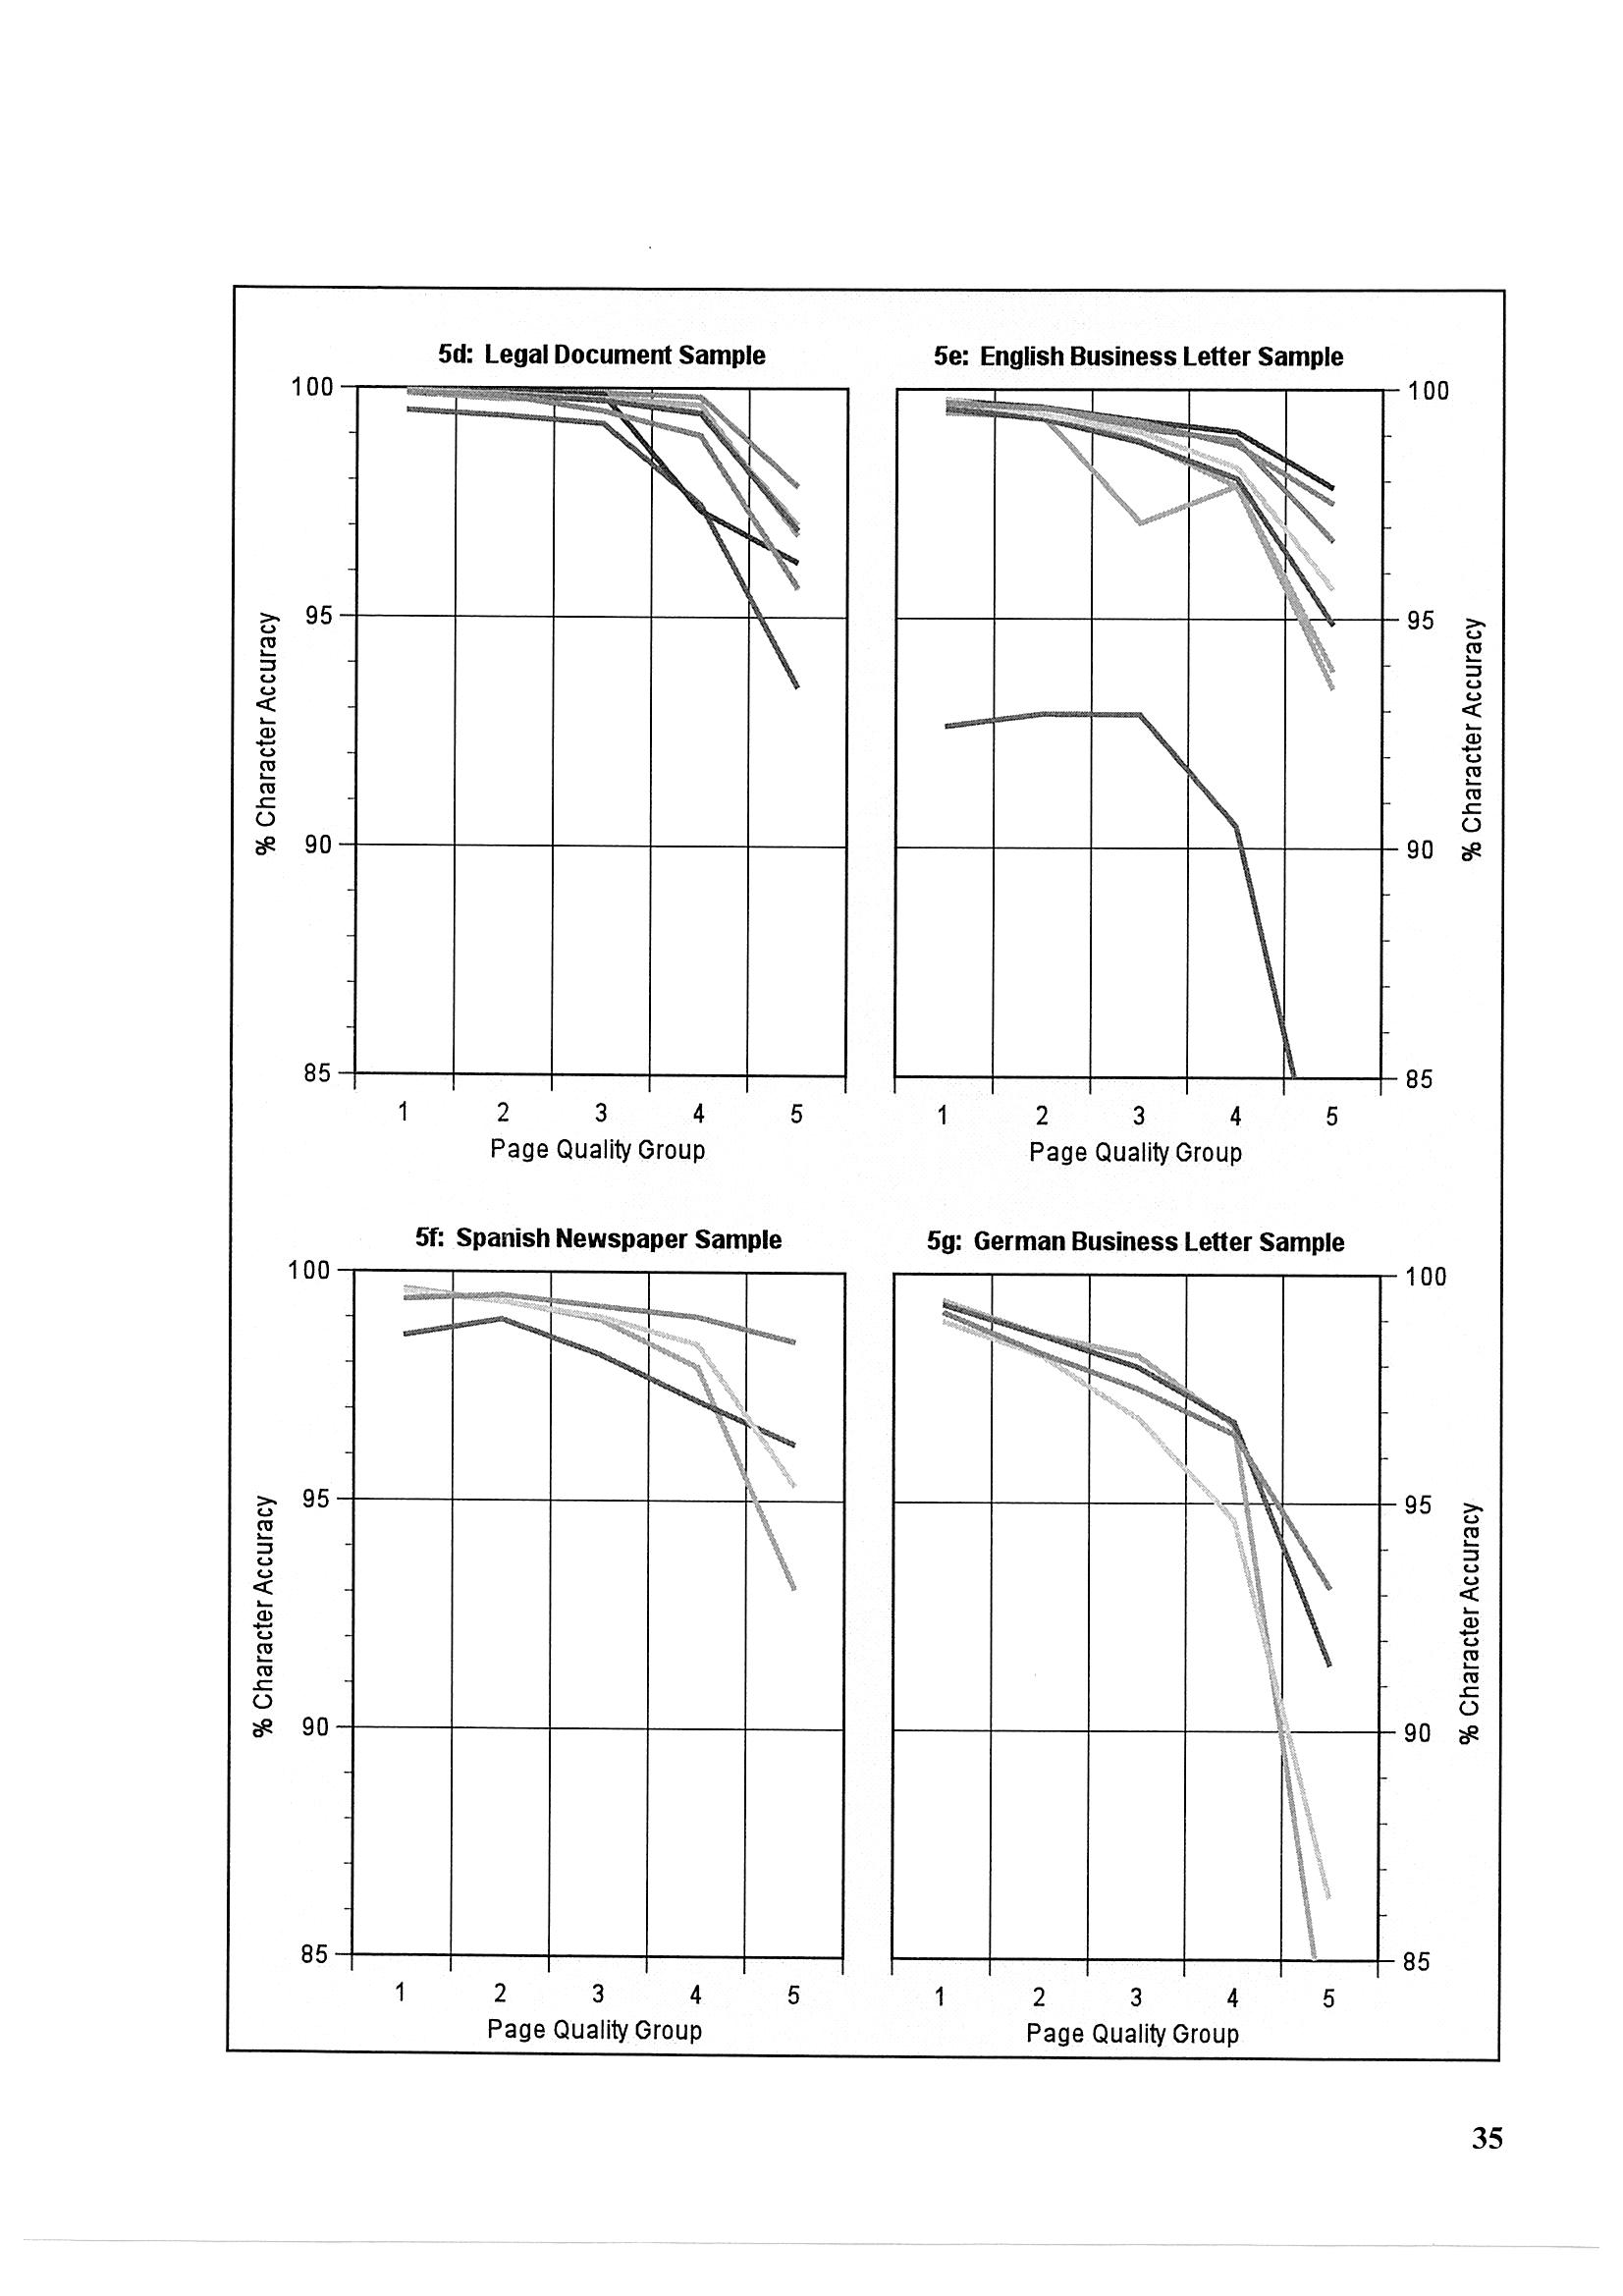 5d: Legal Document Sample
100
95
90
85
% Character Accuracy
1 2 3 4 5
Page Quality Group
5e: English Business Letter Sample
100
95
90
85
% Character Accuracy
1 2 3 4 5
Page Quality Group
5f: Spanish Newspaper Sample
100
95
90
85
% Character Accuracy
1 2 3 4 5
Page Quality Group
5g: German Business Letter Sample
100
95
90
85
% Character Accuracy
1 2 3 4 5
Page Quality Group
35